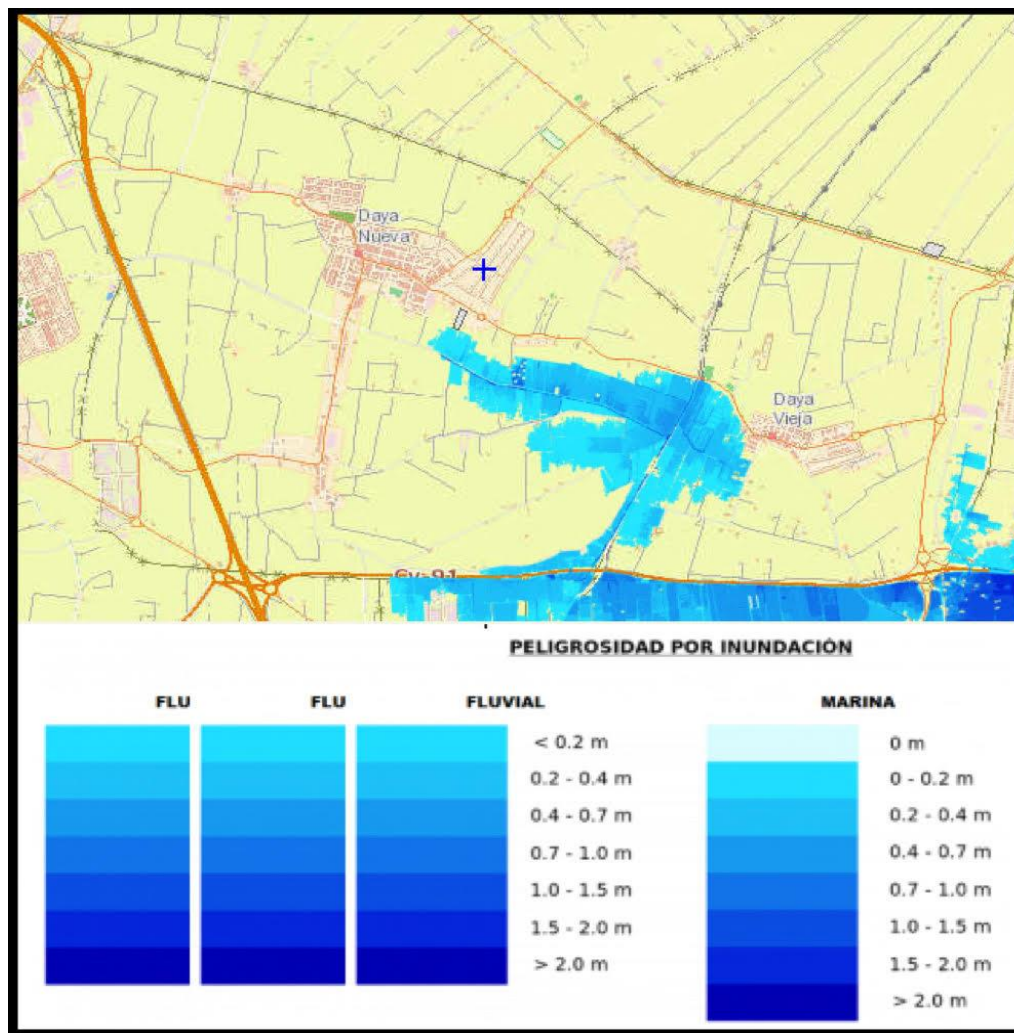 Daya
Nueva
Daya
Vieja
PELIGROSIDAD POR INUNDACIÓN
FLU FLU FLUVIAL MARINA
< 0.2 m 0 m
0.2 - 0.4 m 0 - 0.2 m
0.4 - 0.7 m 0.2 - 0.4 m
0.7 - 1.0 m 0.4 - 0.7 m
1.0 - 1.5 m 0.7 - 1.0 m
1.5 - 2.0 m 1.0 - 1.5 m
> 2.0 m 1.5 - 2.0 m
> 2.0 m